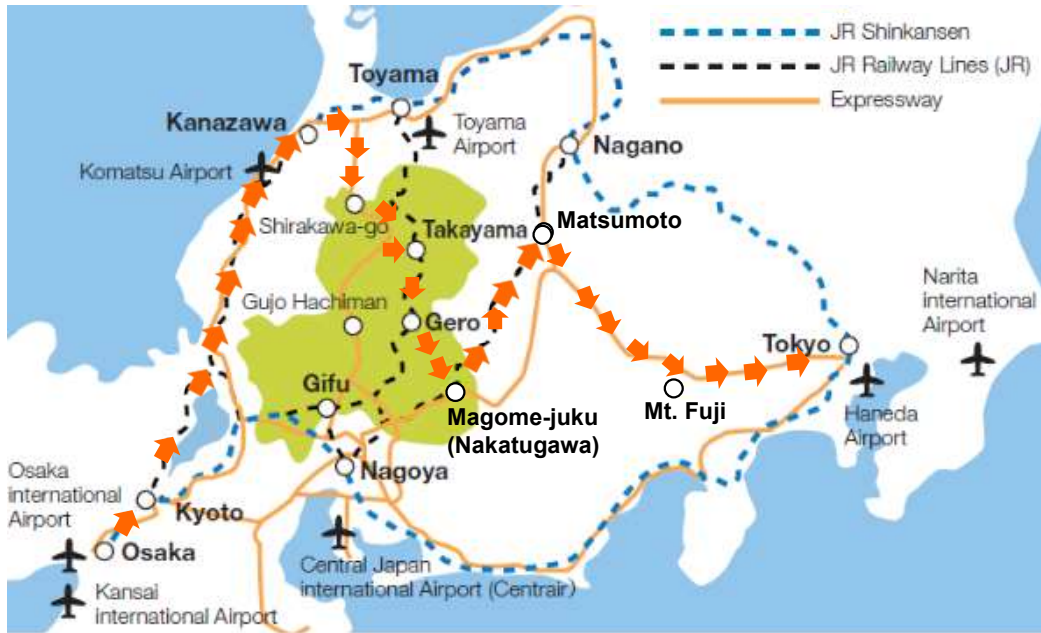 JR Shinkansen
JR Railway Lines (JR)
Expressway
Toyama
Kanazawa
Toyama
Airport
Nagano
Komatsu Airport
Shirakawa-go
Takayama
Matsumoto
Narita
international
Airport
Gujo Hachiman
Gero
Tokyo
Gifu
Magome-juku
(Nakatugawa)
Mt. Fuji
Haneda
Airport
Nagoya
Osaka
international
Airport
Kyoto
Osaka
Central Japan
international Airport (Centrair)
Kansai
international Airport